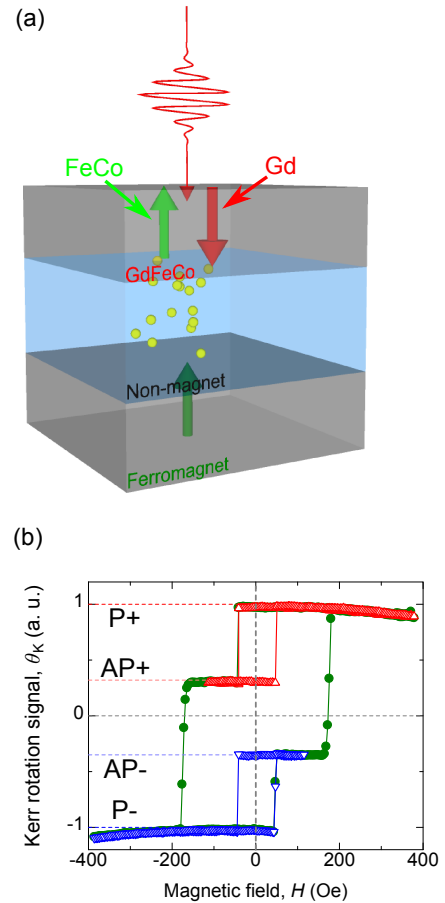 (a)
FeCo
Gd
GdFeCo
Non-magnet
Ferromagnet
(b)
Kerr rotation signal, θK (a. u.)
1
P+
AP+
0
AP-
P-
-1
-400 -200 0 200 400
Magnetic field, H (Oe)